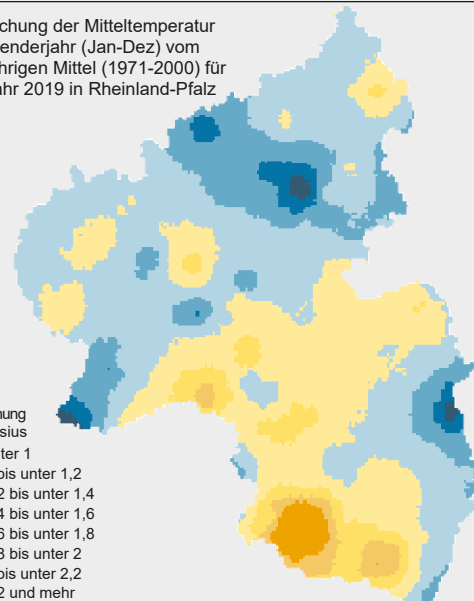 chung der Mitteltemperatur
enderjahr (Jan-Dez) vom
hrigen Mittel (1971-2000) für
ahr 2019 in Rheinland-Pfalz
nung
sius
ter 1
bis unter 1,2
2 bis unter 1,4
4 bis unter 1,6
6 bis unter 1,8
8 bis unter 2
bis unter 2,2
2 und mehr